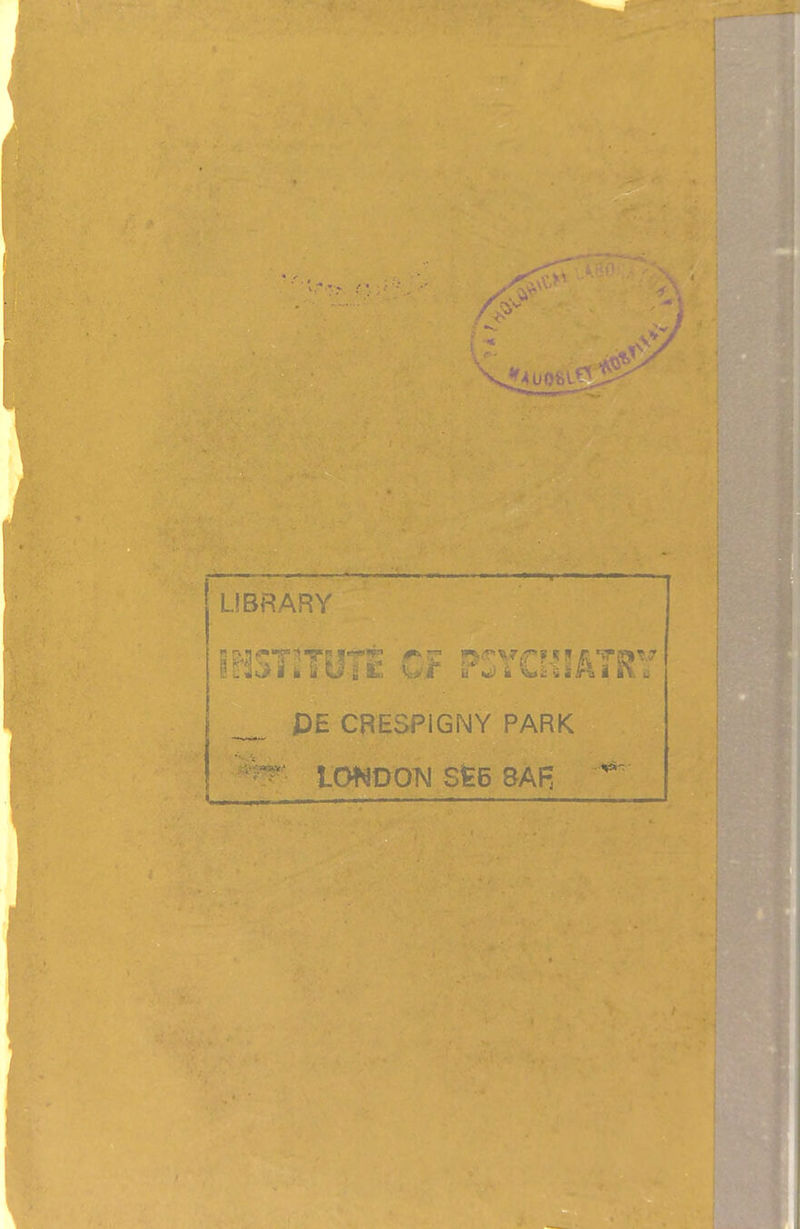 PATHOLOGICAL LABORATORY
MAUDSLEY HOSPITAL
LIBRARY
INSTITUTE OF PSYCHIATRY
DE CRESPIGNY PARK
LONDON SE5 8AF